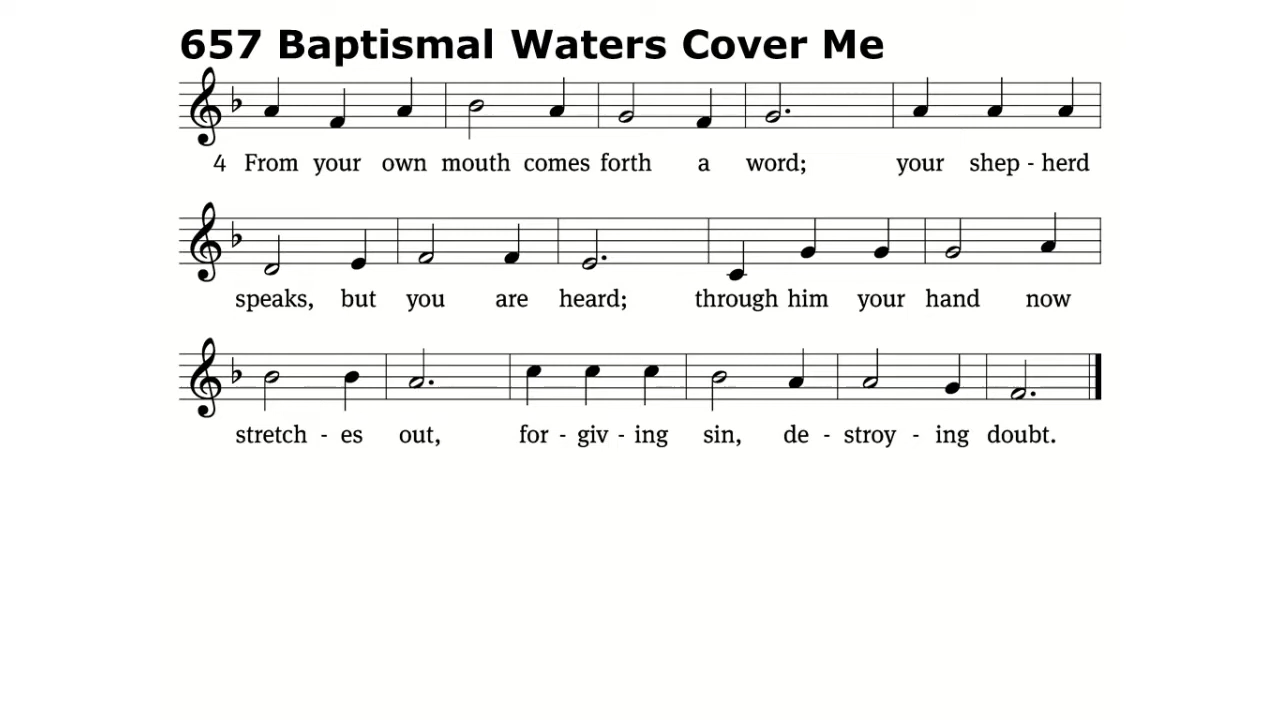 657 Baptismal Waters Cover Me
4 From your own mouth comes forth a word; your shep - herd
speaks, but you are heard; through him your hand now
stretch - es out, for - giv - ing sin, de - stroy - ing doubt.